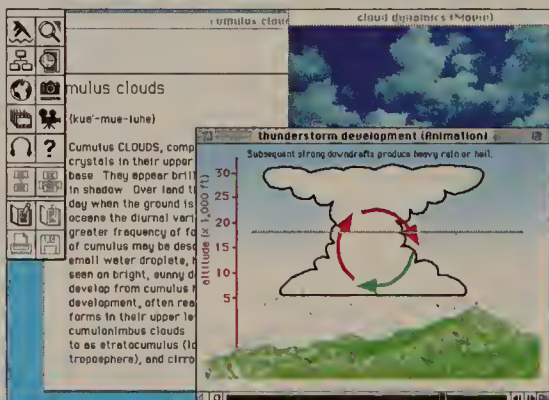 cumulus clou
cloud dynamics (Movie)
mulus clouds
(kue'-mue-luhs)
Cumulus CLOUDS, comp
crystals in their upper
base They appear brill
in shadow Over land t
day when the ground is
oceans the diurnal vari
greater frequency of fo
of cumulus may be desc
small water droplets,
seen on bright, sunny d
develop from cumulus
development, often rea
forms in their upper le
cumulonimbus clouds
to as stratocumulus (lo
troposphere), and cirro
?
thunderstorm development (Animation)
Subsequent strong downdrafts produce heavy rain or hail.
altitude (x 1,000 ft)
30
25
20
15
10
5